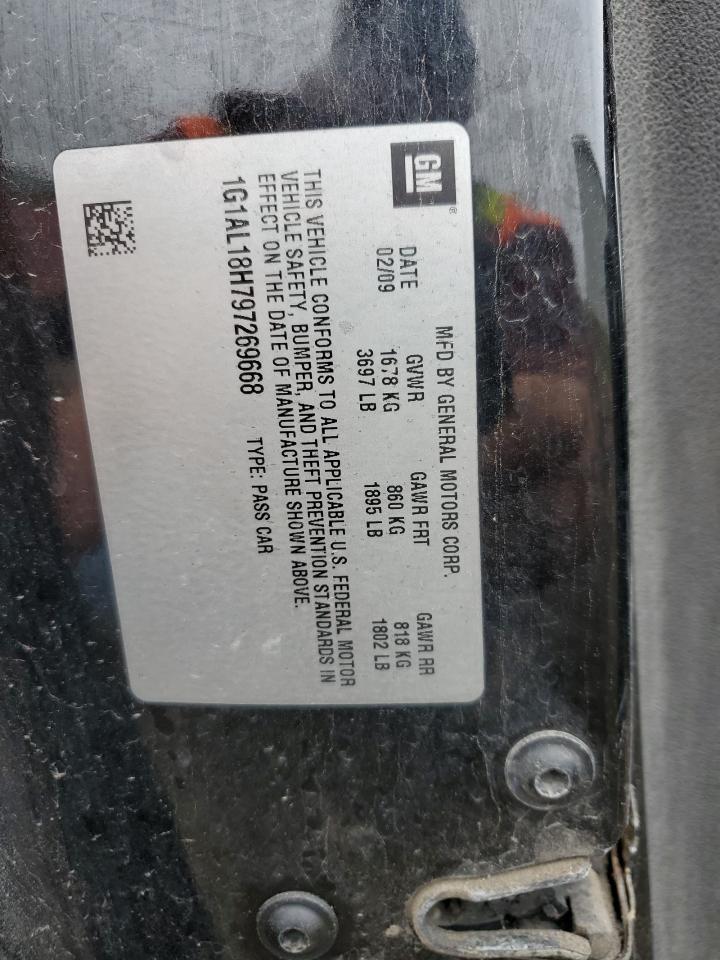 GM®
MFD BY GENERAL MOTORS CORP.
DATE GVWR GAWR FRT GAWR RR
02/09 1678 KG 860 KG 818 KG
3697 LB 1895 LB 1802 LB
THIS VEHICLE CONFORMS TO ALL APPLICABLE U.S. FEDERAL MOTOR
VEHICLE SAFETY, BUMPER, AND THEFT PREVENTION STANDARDS IN
EFFECT ON THE DATE OF MANUFACTURE SHOWN ABOVE.
1G1AL18H797269668 TYPE: PASS CAR